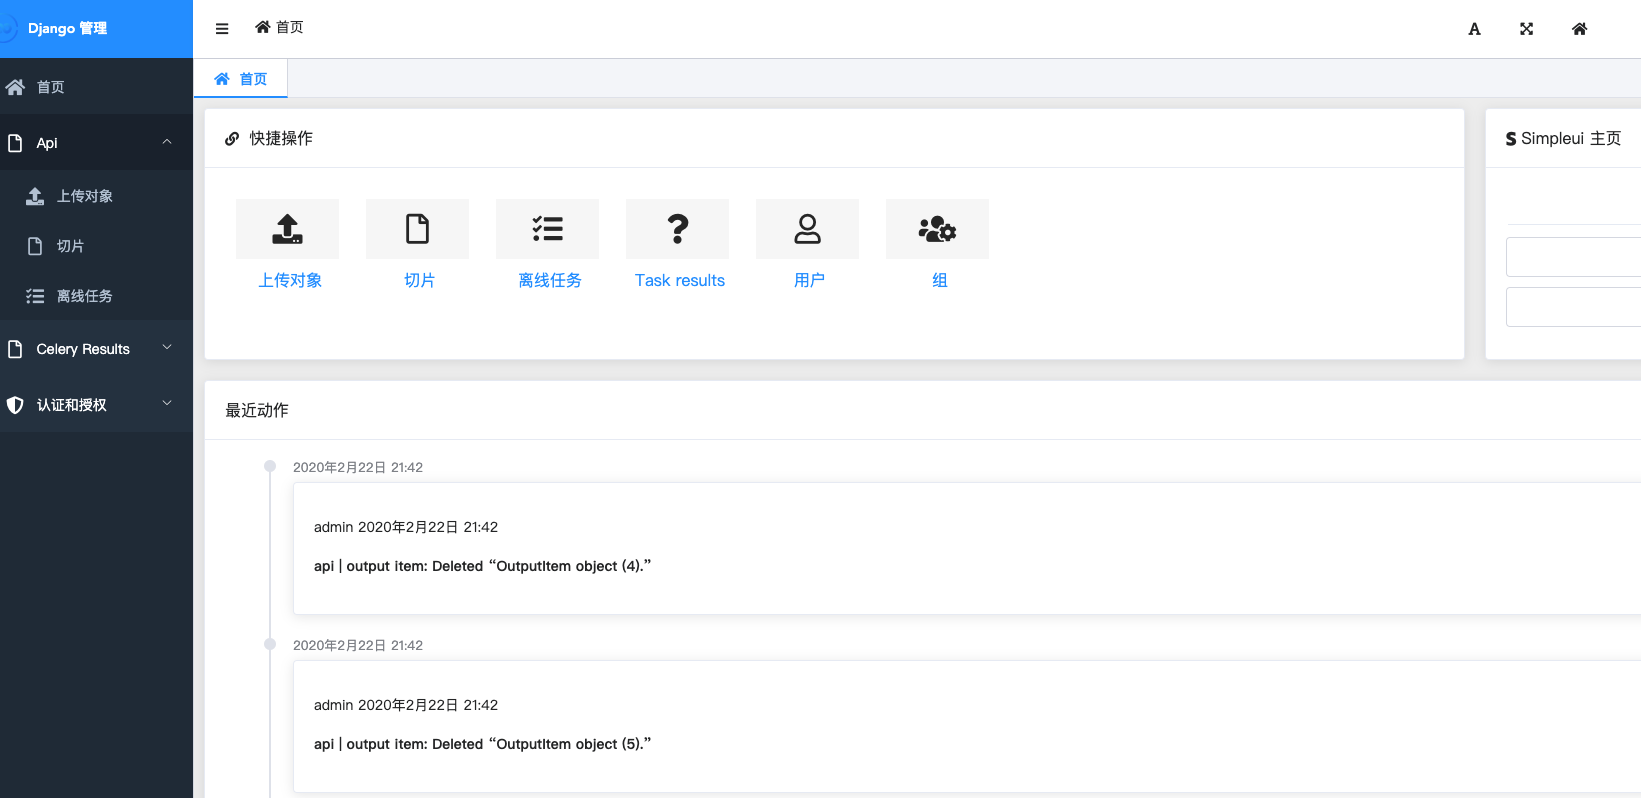 Django 管理
首页
首页
首页
Api
上传对象
切片
离线任务
Celery Results
认证和授权
快捷操作
上传对象
切片
离线任务
Task results
用户
组
Simpleui 主页
最近动作
2020年2月22日 21:42
admin 2020年2月22日 21:42
api | output item: Deleted “OutputItem object (4).”
2020年2月22日 21:42
admin 2020年2月22日 21:42
api | output item: Deleted “OutputItem object (5).”